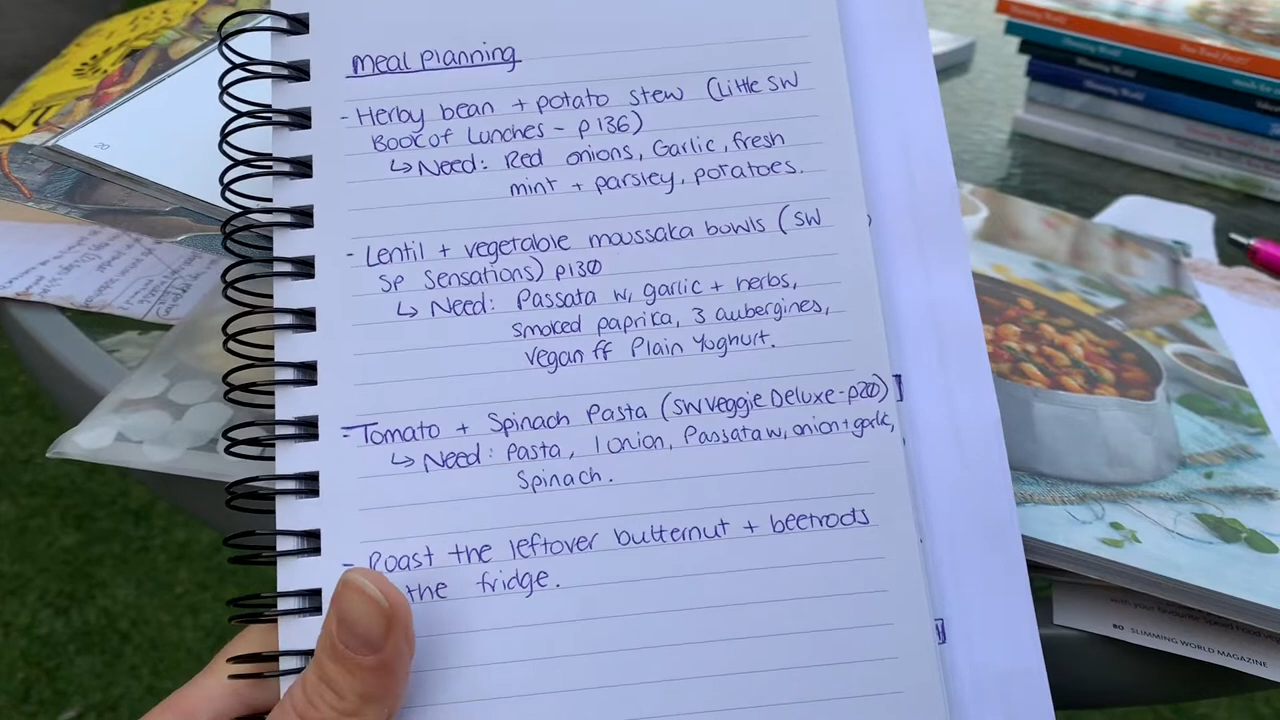 meal planning
- Herby bean + potato stew (Little SW
Book of Lunches - p136)
↳ Need: Red onions, Garlic, fresh
mint + parsley, potatoes.
- Lentil + vegetable moussaka bowls (SW
SP Sensations) p130
↳ Need: Passata w, garlic + herbs,
smoked paprika, 3 aubergines,
vegan ff Plain Yoghurt.
- Tomato + Spinach Pasta (SW Veggie Deluxe - p20)
↳ Need: Pasta, 1 onion, Passata w, onion + garlic,
Spinach.
- Roast the leftover butternut + beetroots
the fridge.
20
80 SLIMMING WORLD MAGAZINE